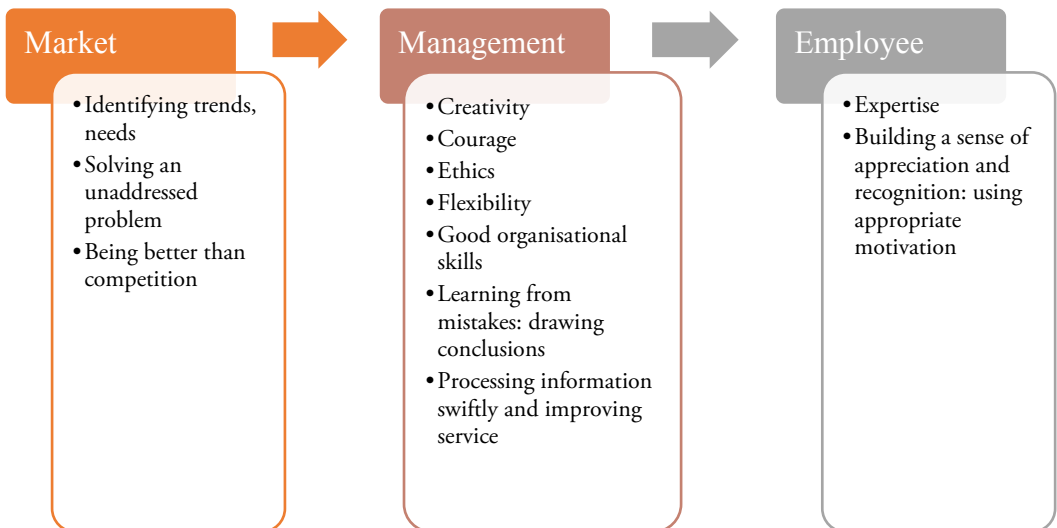 Market
•Identifying trends,
needs
•Solving an
unaddressed
problem
•Being better than
competition
Management
•Creativity
•Courage
•Ethics
•Flexibility
•Good organisational
skills
•Learning from
mistakes: drawing
conclusions
•Processing information
swiftly and improving
service
Employee
•Expertise
•Building a sense of
appreciation and
recognition: using
appropriate
motivation